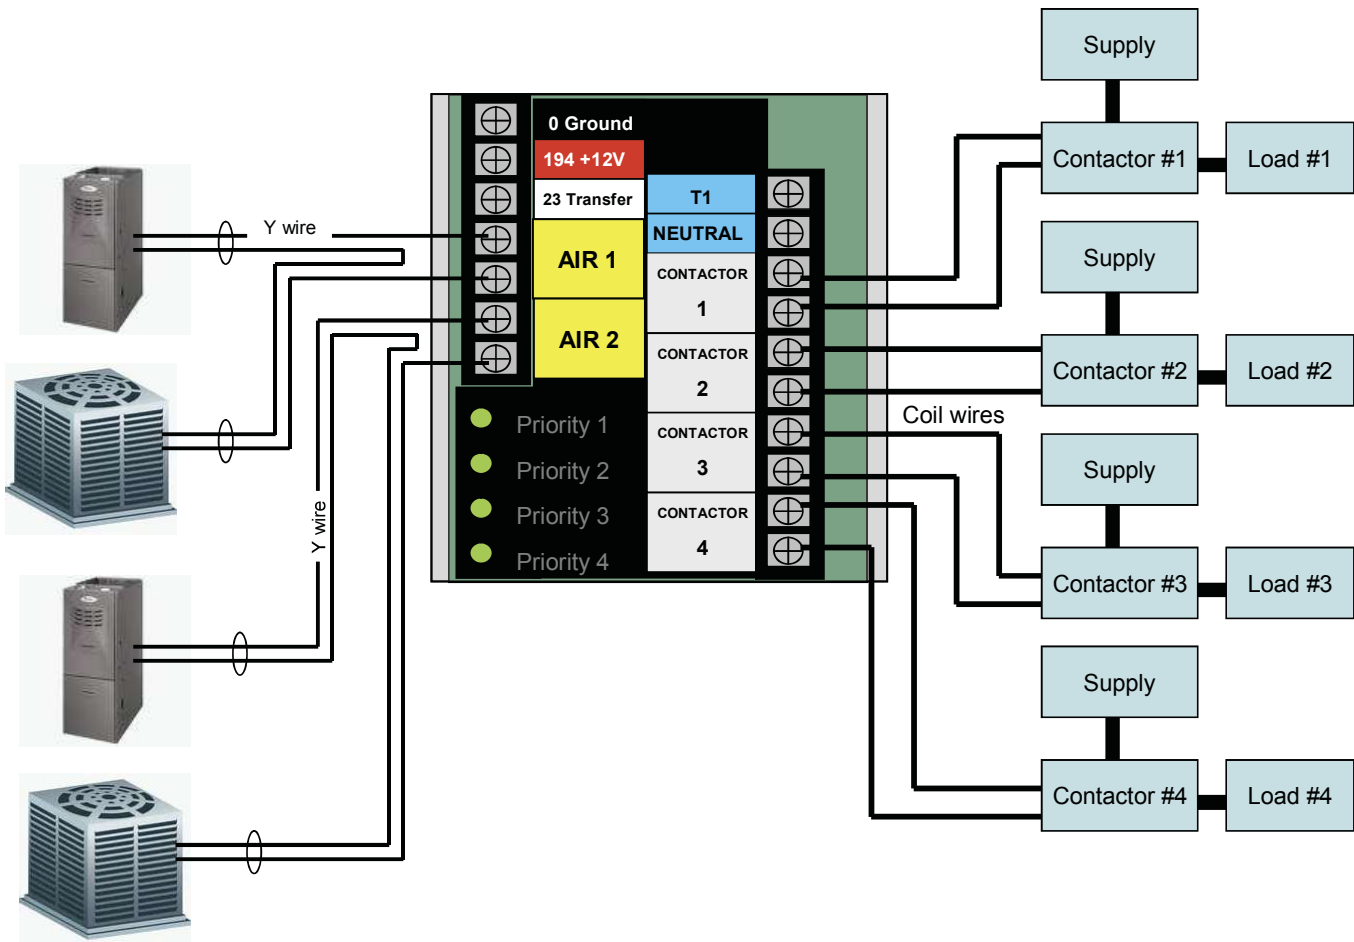 0 Ground
194 +12V
23 Transfer
AIR 1
AIR 2
T1
NEUTRAL
CONTACTOR
1
CONTACTOR
2
CONTACTOR
3
CONTACTOR
4
Priority 1
Priority 2
Priority 3
Priority 4
Y wire
Y wire
Coil wires
Supply
Contactor #1
Load #1
Supply
Contactor #2
Load #2
Supply
Contactor #3
Load #3
Supply
Contactor #4
Load #4